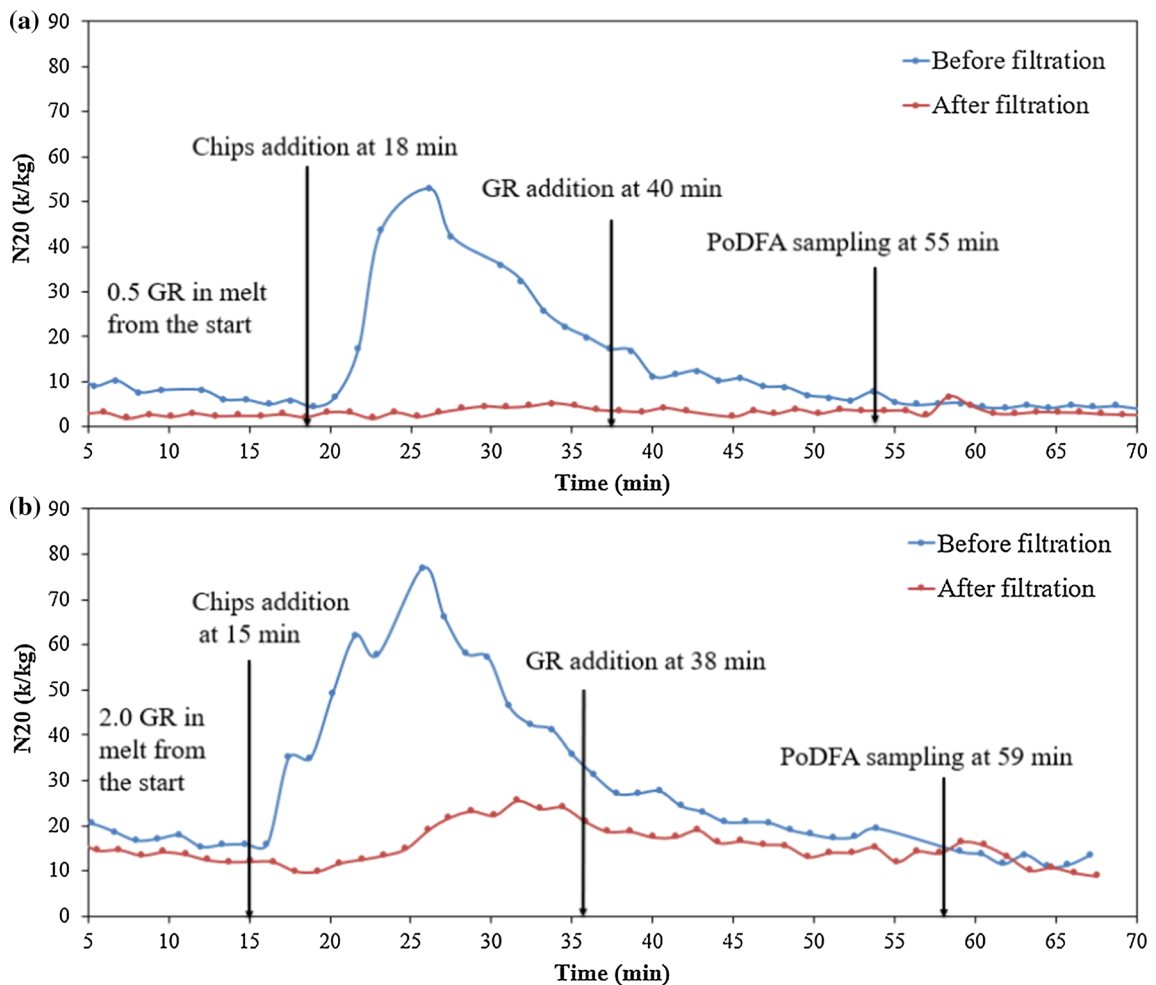 (a)
90
80
70
60
50
40
30
20
10
0
N20 (k/kg)
Before filtration
After filtration
Chips addition at 18 min
GR addition at 40 min
PoDFA sampling at 55 min
0.5 GR in melt
from the start
5 10 15 20 25 30 35 40 45 50 55 60 65 70
Time (min)
(b)
90
80
70
60
50
40
30
20
10
0
N20 (k/kg)
Before filtration
After filtration
Chips addition
at 15 min
GR addition at 38 min
2.0 GR in
melt from
the start
PoDFA sampling at 59 min
5 10 15 20 25 30 35 40 45 50 55 60 65 70
Time (min)